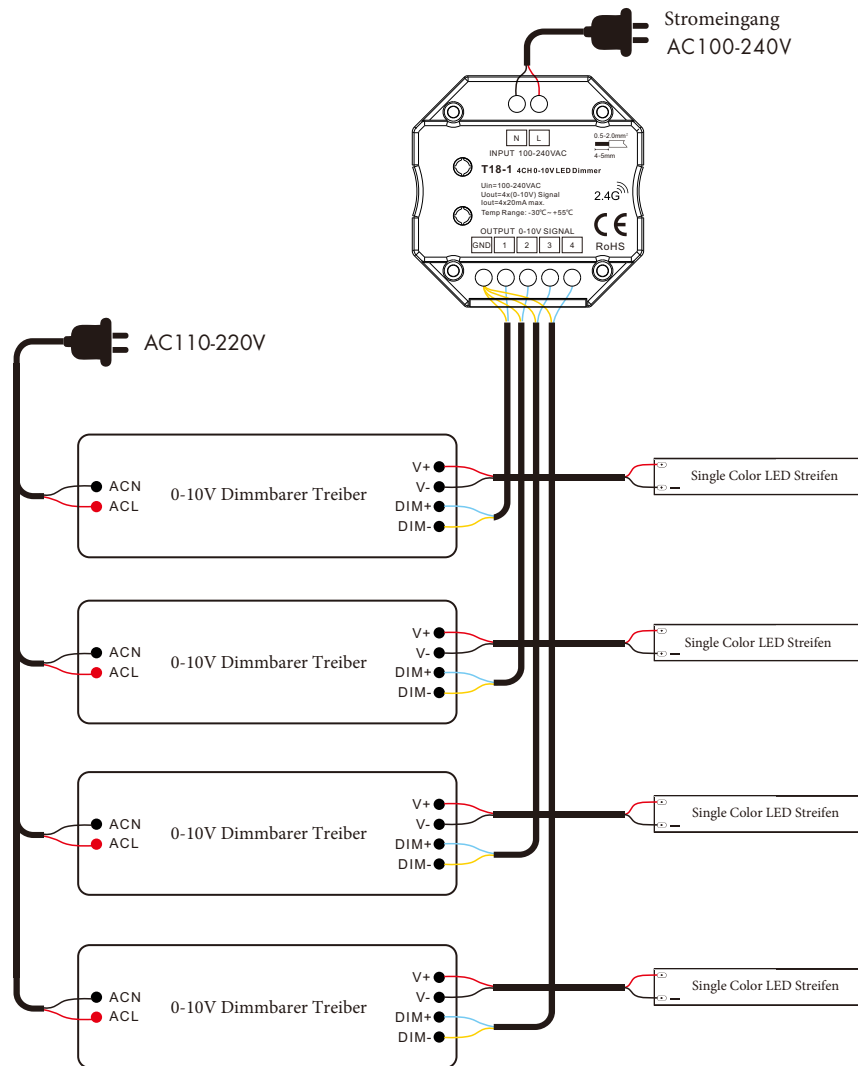 Stromeingang
AC100-240V
N L
INPUT 100-240VAC
0.5-2.0mm²
4-5mm
T18-1 4CH 0-10V LED Dimmer
Uin=100-240VAC
Uout=4x(0-10V) Signal
Iout=4x20mA max.
Temp Range: -30℃~+55℃
2.4G
CE
RoHS
OUTPUT 0-10V SIGNAL
GND 1 2 3 4
AC110-220V
ACN
ACL
0-10V Dimmbarer Treiber
V+
V-
DIM+
DIM-
Single Color LED Streifen
ACN
ACL
0-10V Dimmbarer Treiber
V+
V-
DIM+
DIM-
Single Color LED Streifen
ACN
ACL
0-10V Dimmbarer Treiber
V+
V-
DIM+
DIM-
Single Color LED Streifen
ACN
ACL
0-10V Dimmbarer Treiber
V+
V-
DIM+
DIM-
Single Color LED Streifen